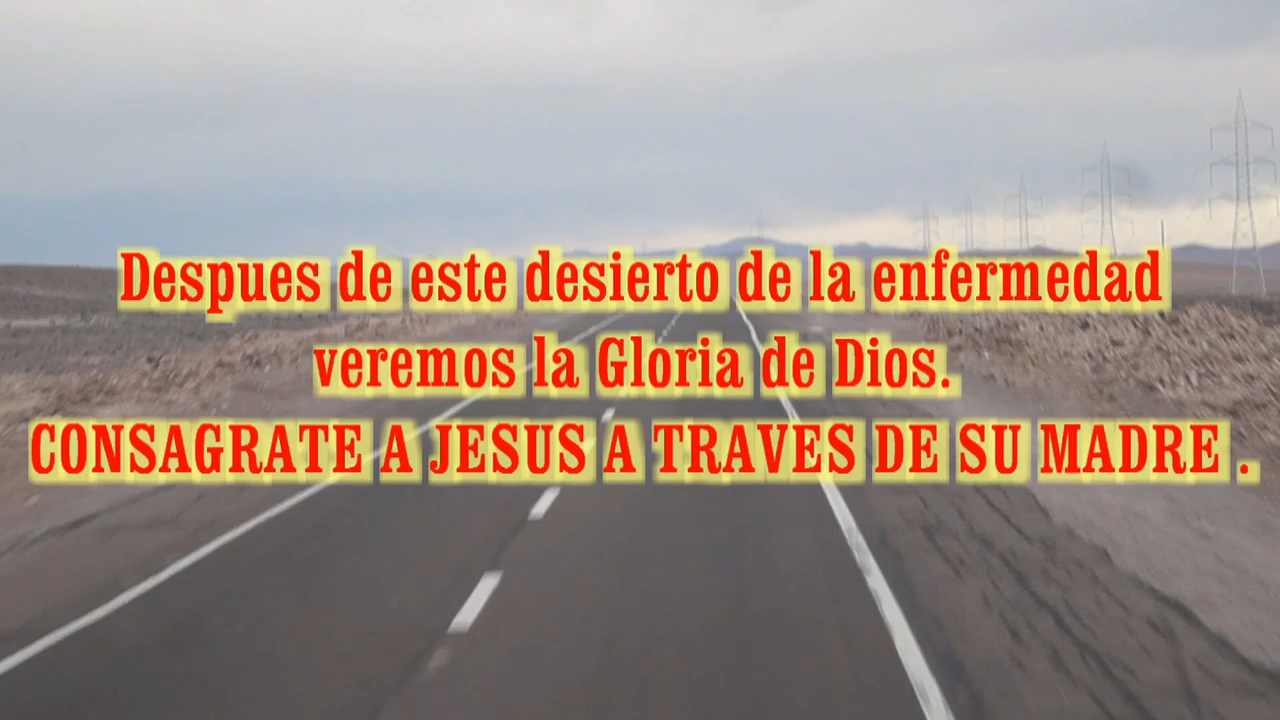 Despues de este desierto de la enfermedad
veremos la Gloria de Dios.
CONSAGRATE A JESUS A TRAVES DE SU MADRE .